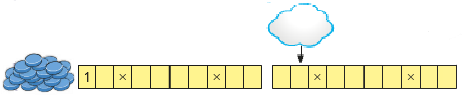 1 × × × ×